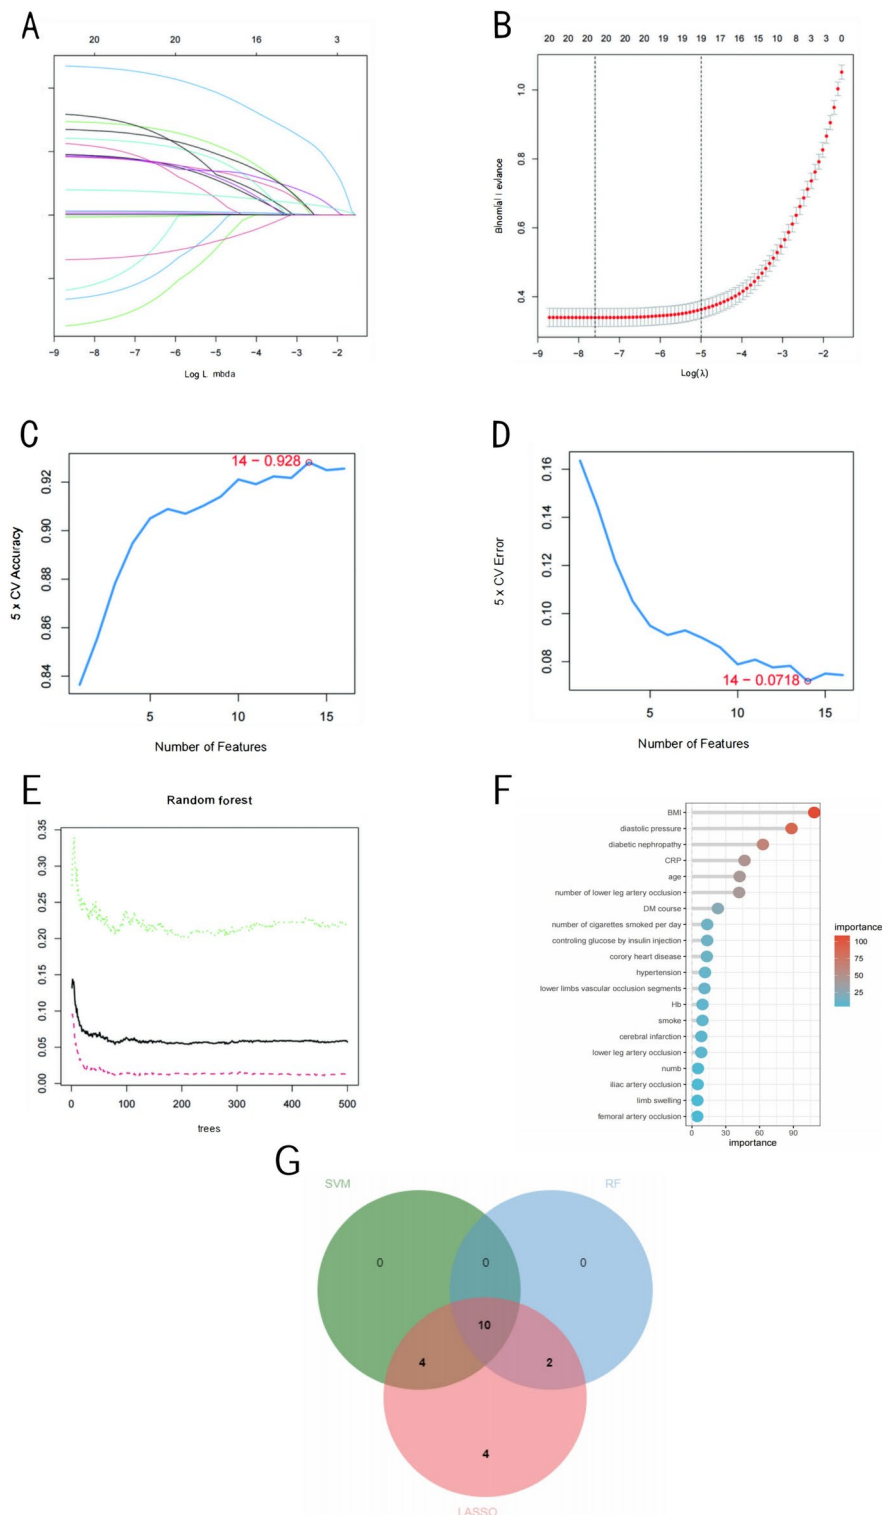 A
20 20 16 3
−9 −8 −7 −6 −5 −4 −3 −2 −1
Log L mbda
B
20 20 20 20 20 20 19 19 19 17 16 15 10 8 3 3 0
Binomial Deviance
1.0
0.8
0.6
0.4
−9 −8 −7 −6 −5 −4 −3 −2
Log(λ)
C
14 − 0.928
5 x CV Accuracy
0.92
0.90
0.88
0.86
0.84
5 10 15
Number of Features
D
5 x CV Error
0.16
0.14
0.12
0.10
0.08
14 − 0.0718
5 10 15
Number of Features
E
Random forest
0.35
0.30
0.25
0.20
0.15
0.10
0.05
0.00
0 100 200 300 400 500
trees
F
BMI
diastolic pressure
diabetic nephropathy
CRP
age
number of lower leg artery occlusion
DM course
number of cigarettes smoked per day
controling glucose by insulin injection
corory heart disease
hypertension
lower limbs vascular occlusion segments
Hb
smoke
cerebral infarction
lower leg artery occlusion
numb
iliac artery occlusion
limb swelling
femoral artery occlusion
0 30 60 90
importance
importance
100
75
50
25
G
SVM RF
0 0 0
10
4 2
4
LASSO